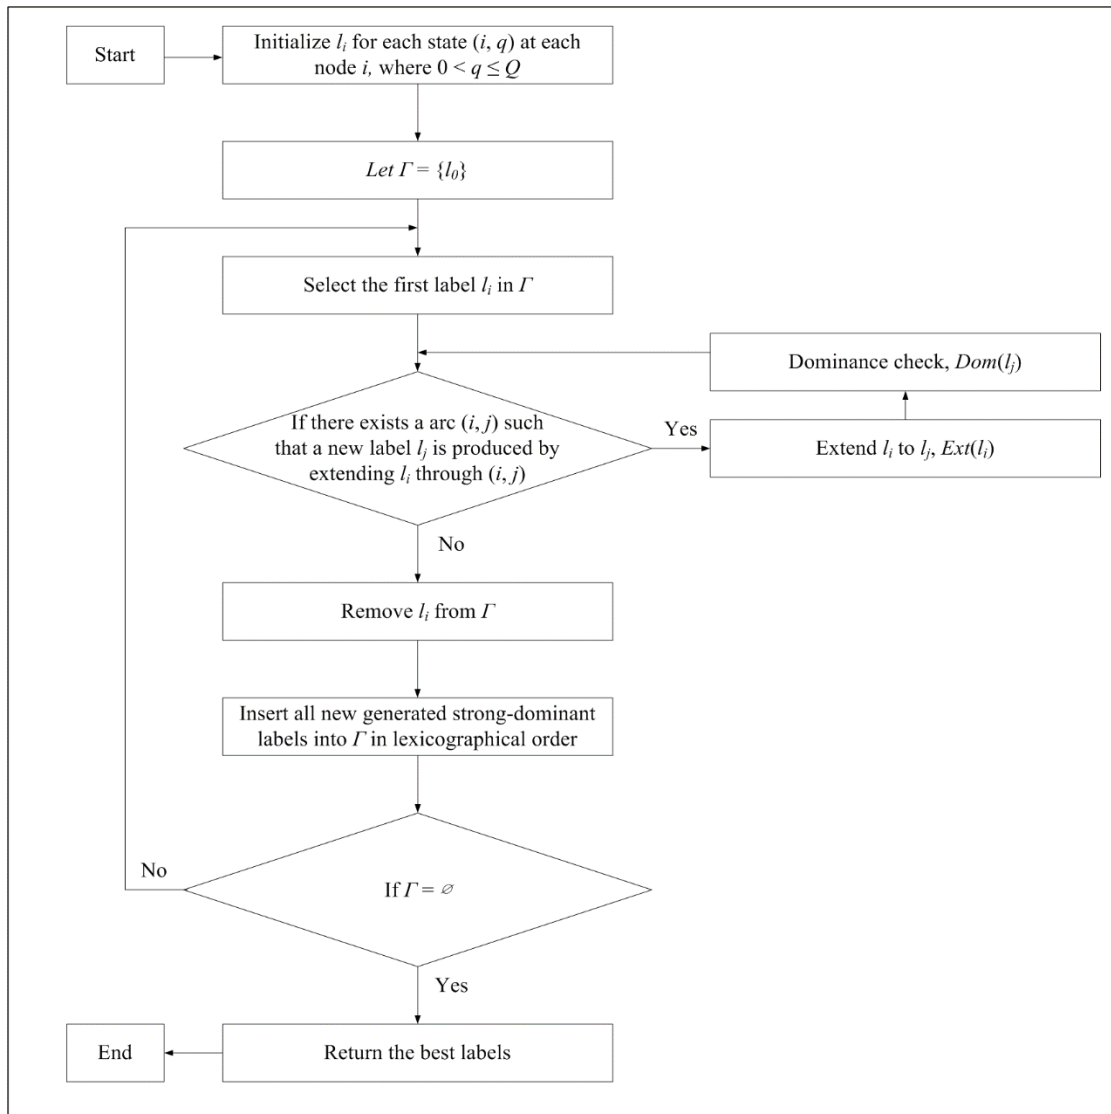 Start
Initialize l_i for each state (i, q) at each
node i, where 0 < q ≤ Q
Let Γ = {l_0}
Select the first label l_i in Γ
Dominance check, Dom(l_j)
If there exists a arc (i, j) such
that a new label l_j is produced by
extending l_i through (i, j)
Yes
Extend l_i to l_j, Ext(l_i)
No
Remove l_i from Γ
Insert all new generated strong-dominant
labels into Γ in lexicographical order
No
If Γ = ∅
Yes
End
Return the best labels